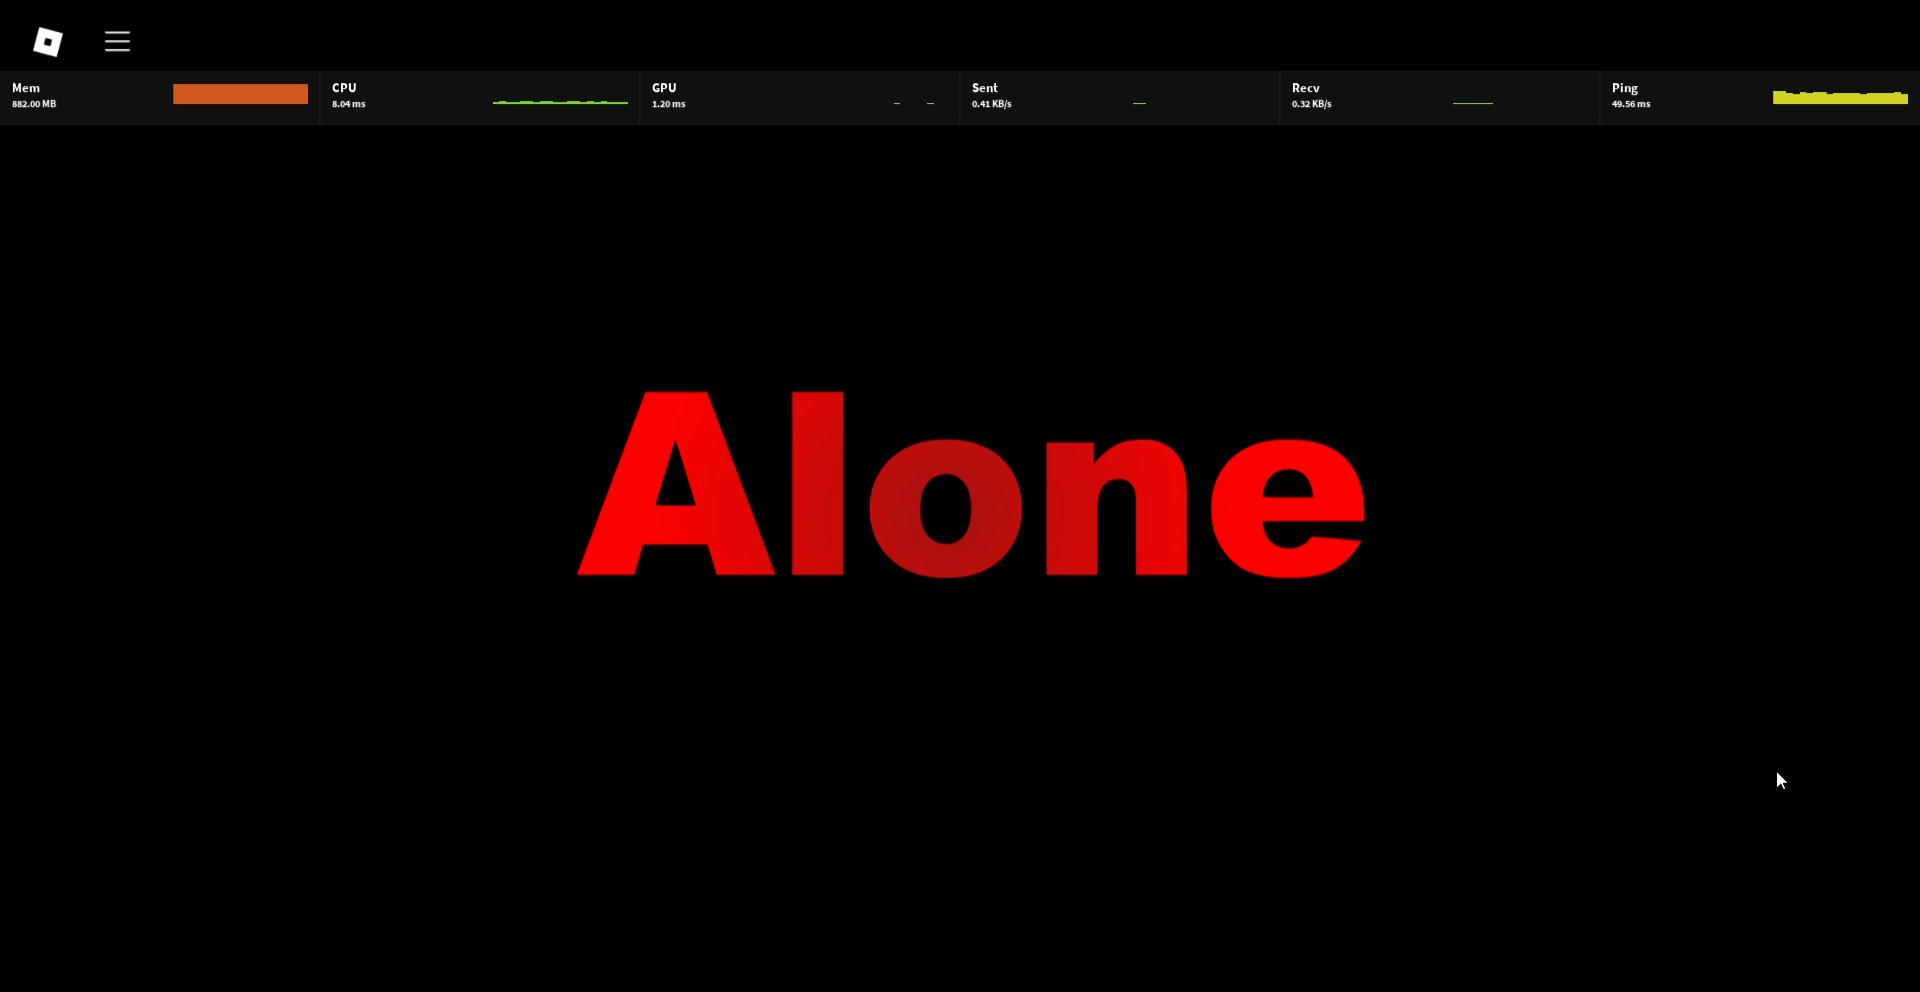 Mem
882.00 MB
CPU
8.04 ms
GPU
1.20 ms
Sent
0.41 KB/s
Recv
0.32 KB/s
Ping
49.56 ms
Alone